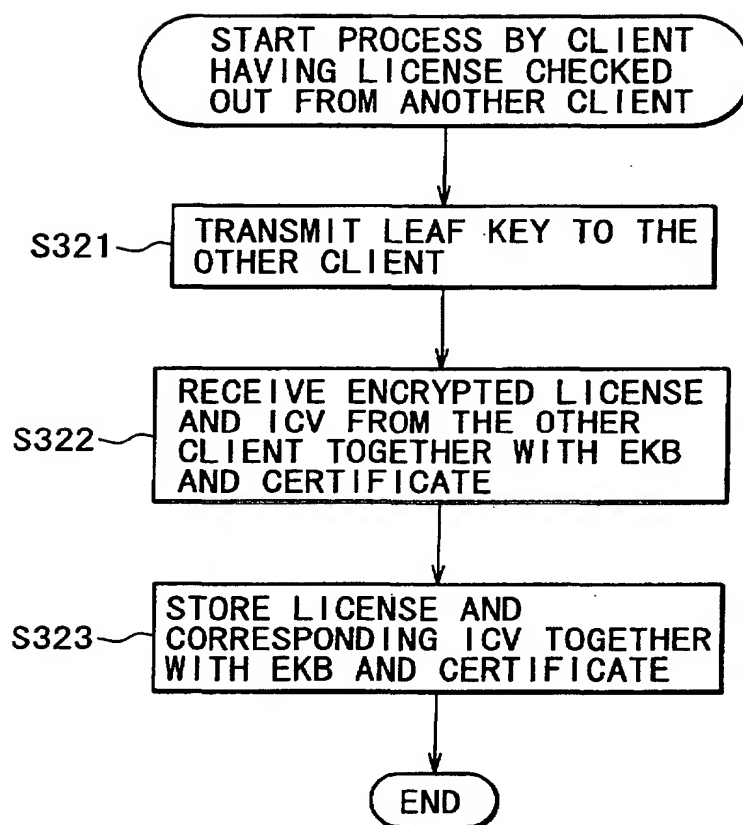 START PROCESS BY CLIENT
HAVING LICENSE CHECKED
OUT FROM ANOTHER CLIENT
S321
TRANSMIT LEAF KEY TO THE
OTHER CLIENT
S322
RECEIVE ENCRYPTED LICENSE
AND ICV FROM THE OTHER
CLIENT TOGETHER WITH EKB
AND CERTIFICATE
S323
STORE LICENSE AND
CORRESPONDING ICV TOGETHER
WITH EKB AND CERTIFICATE
END